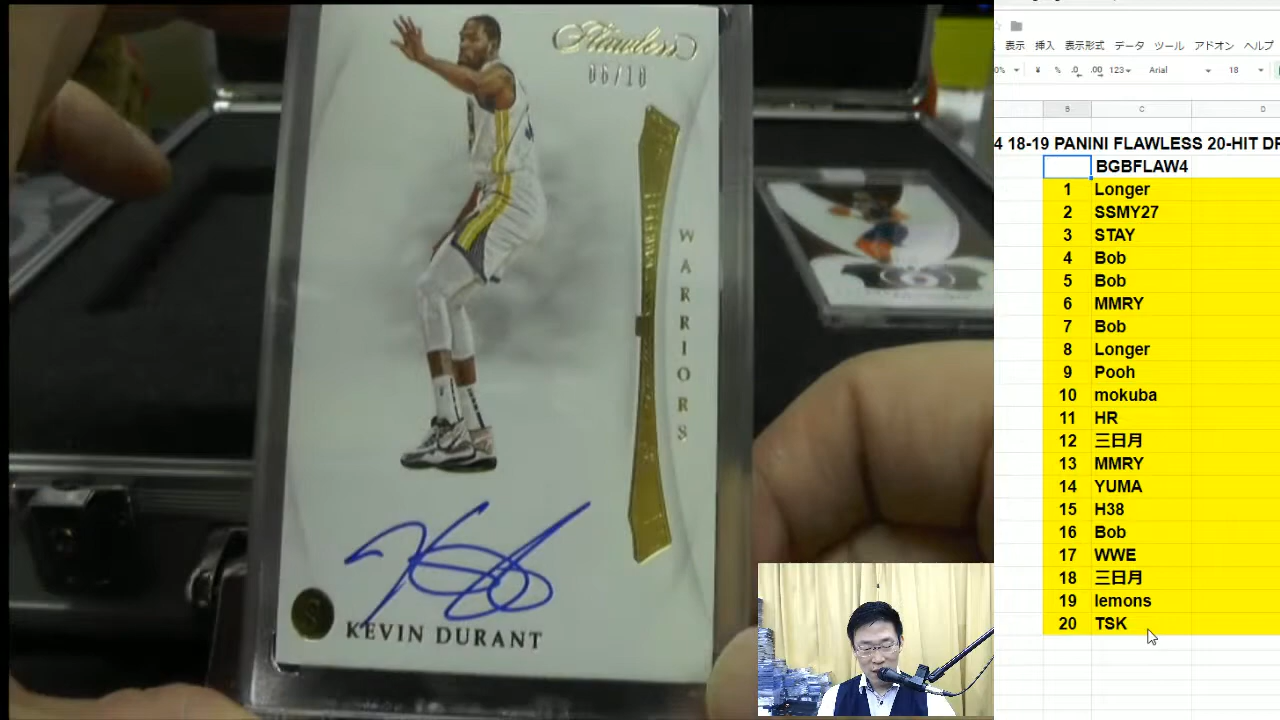 Flawless
06/10
WARRIORS
KEVIN DURANT
表示 挿入 表示形式 データ ツール アドオン ヘルプ
0% ¥ % .0 .00 123 Arial 18
B C D
4 18-19 PANINI FLAWLESS 20-HIT DR
BGBFLAW4
1 Longer
2 SSMY27
3 STAY
4 Bob
5 Bob
6 MMRY
7 Bob
8 Longer
9 Pooh
10 mokuba
11 HR
12 三日月
13 MMRY
14 YUMA
15 H38
16 Bob
17 WWE
18 三日月
19 lemons
20 TSK